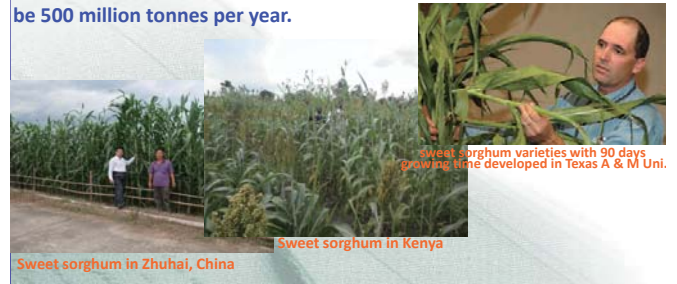 be 500 million tonnes per year.
sweet sorghum varieties with 90 days
growing time developed in Texas A & M Uni.
Sweet sorghum in Kenya
Sweet sorghum in Zhuhai, China